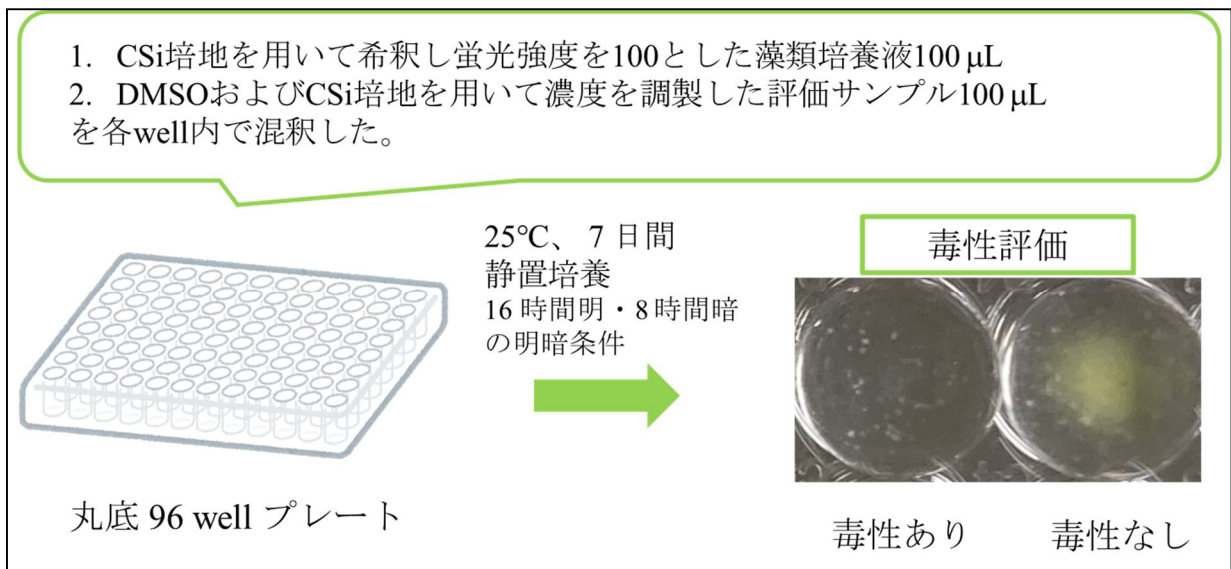 1. CSi培地を用いて希釈し蛍光強度を100とした藻類培養液100 μL
2. DMSOおよびCSi培地を用いて濃度を調製した評価サンプル100 μL
を各well内で混釈した。
25℃、 7 日間
静置培養
16 時間明・8 時間暗
の明暗条件
毒性評価
丸底 96 well プレート
毒性あり
毒性なし